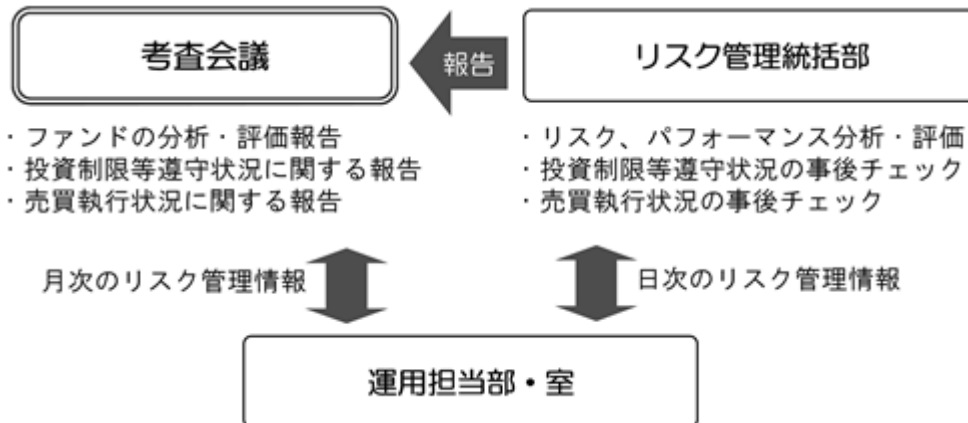 考査会議
報告
リスク管理統括部
・ファンドの分析・評価報告
・投資制限等遵守状況に関する報告
・売買執行状況に関する報告
・リスク、パフォーマンス分析・評価
・投資制限等遵守状況の事後チェック
・売買執行状況の事後チェック
月次のリスク管理情報
日次のリスク管理情報
運用担当部・室